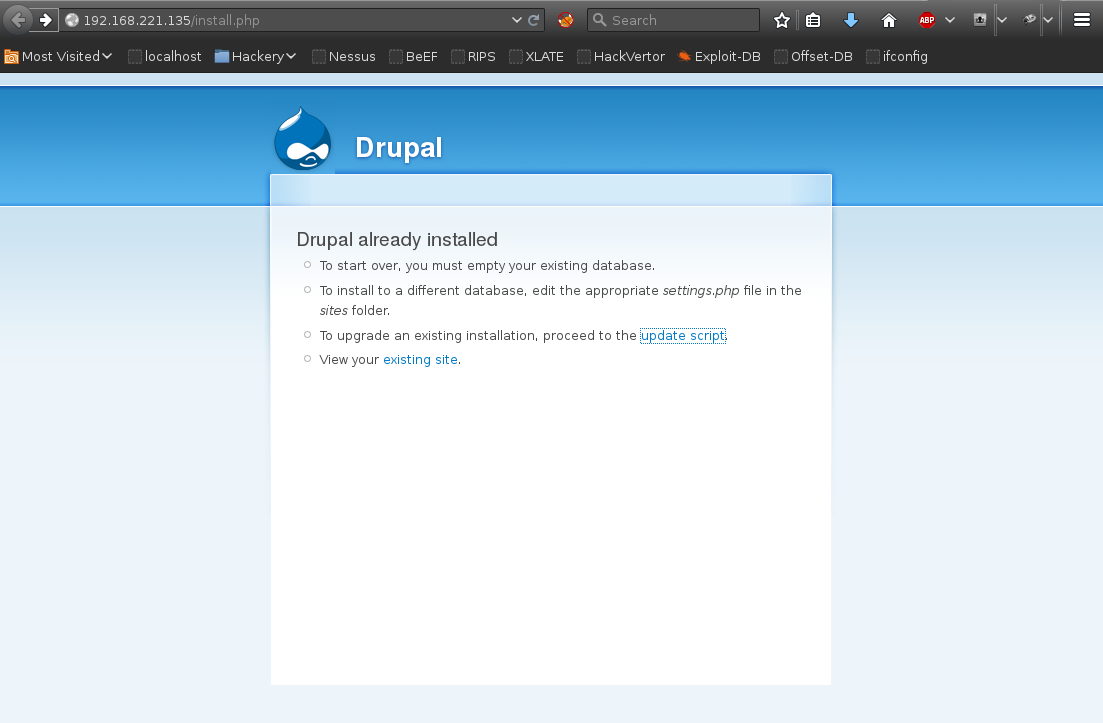 192.168.221.135/install.php
Search
ABP
Most Visited localhost Hackery Nessus BeEF RIPS XLATE HackVertor Exploit-DB Offset-DB ifconfig
Drupal
Drupal already installed
To start over, you must empty your existing database.
To install to a different database, edit the appropriate settings.php file in the
sites folder.
To upgrade an existing installation, proceed to the update script.
View your existing site.